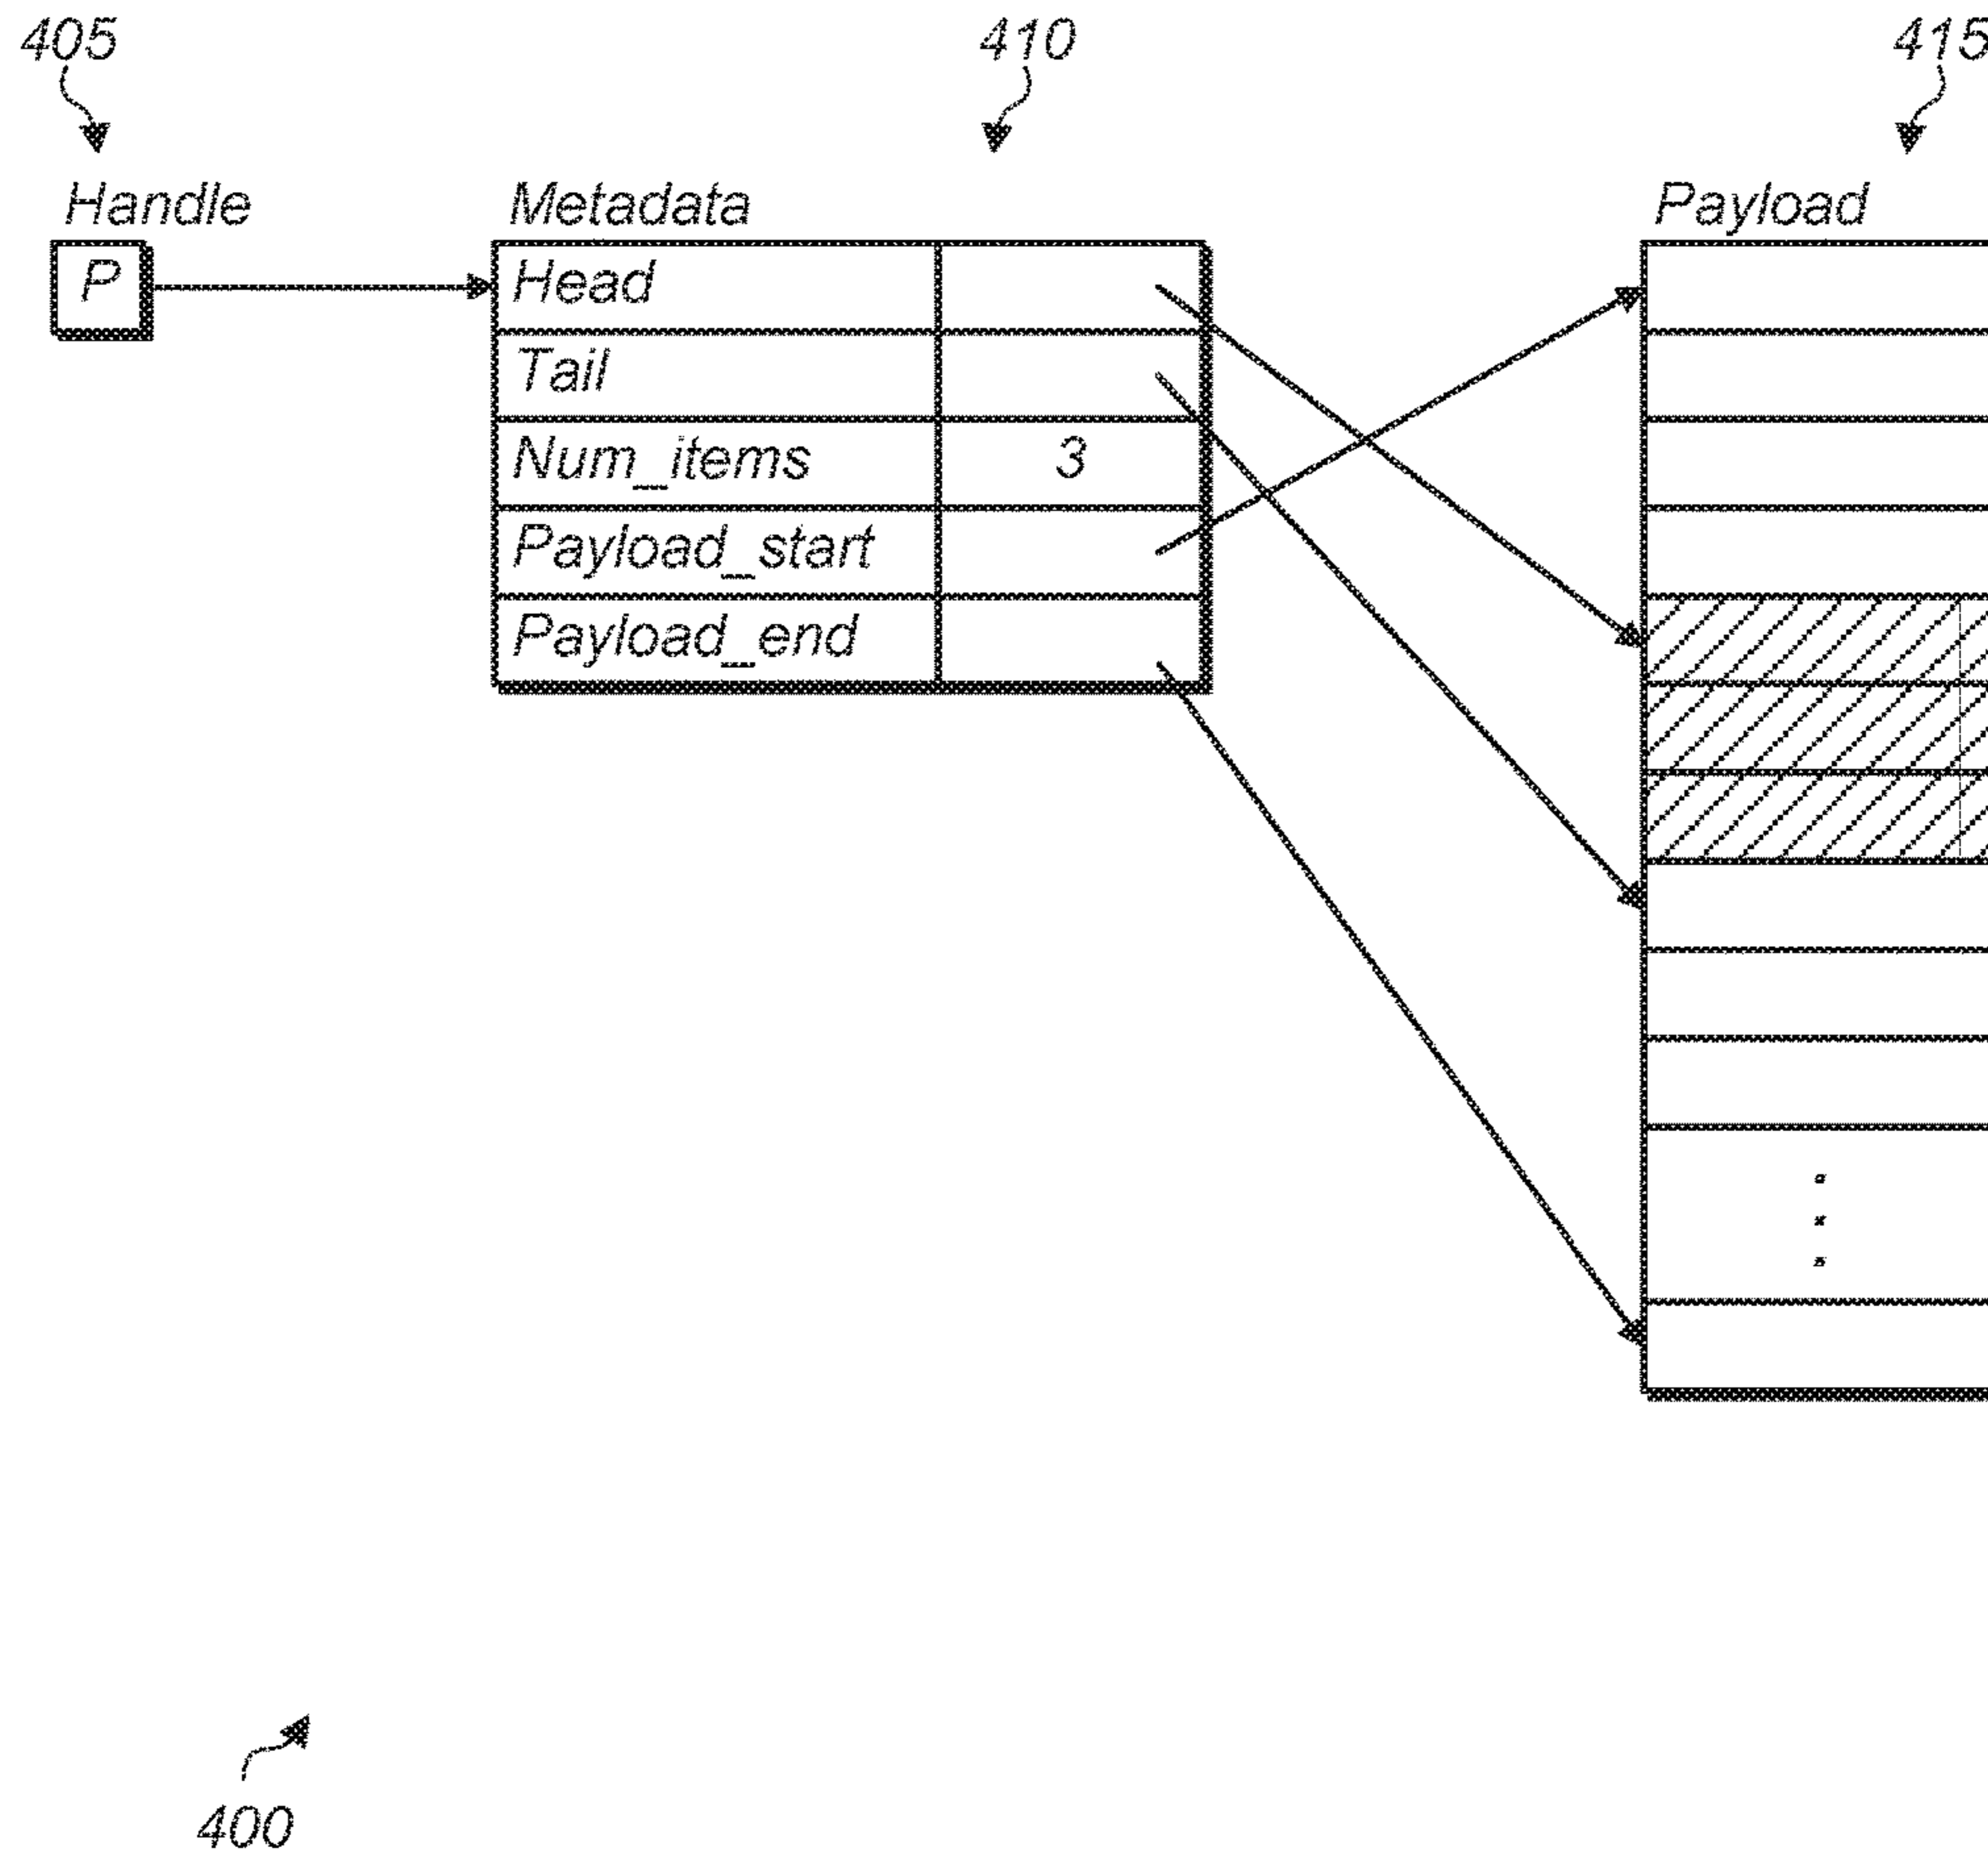 405 410 415
Handle Metadata Payload
P Head
Tail
Num_items 3
Payload_start
Payload_end
400